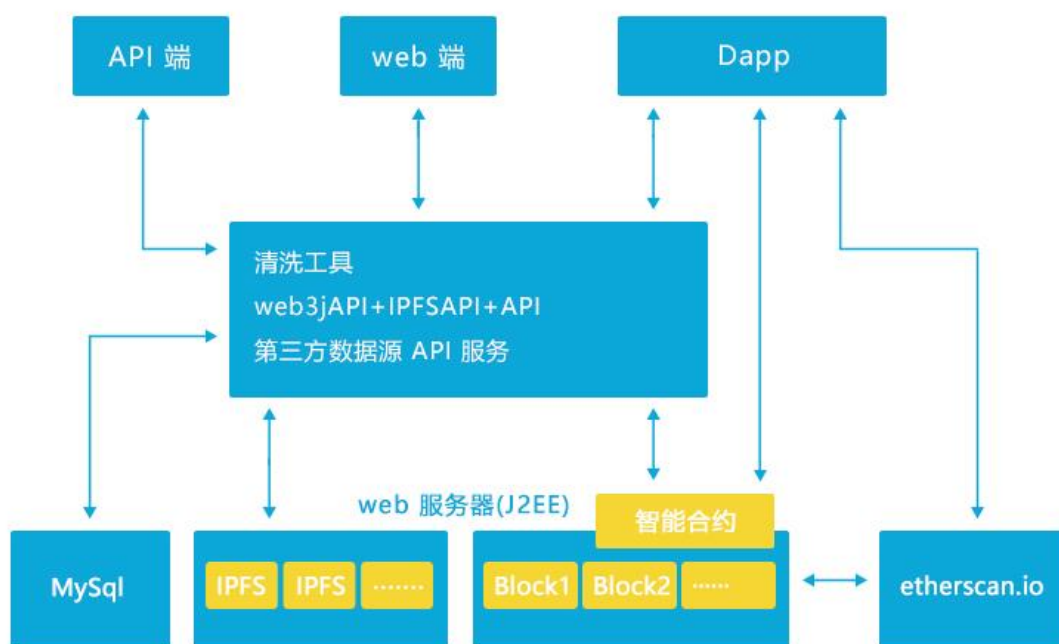 API 端
web 端
Dapp
清洗工具
web3jAPI+IPFSAPI+API
第三方数据源 API 服务
web 服务器(J2EE)
智能合约
MySql
IPFS
IPFS
.......
Block1
Block2
......
etherscan.io